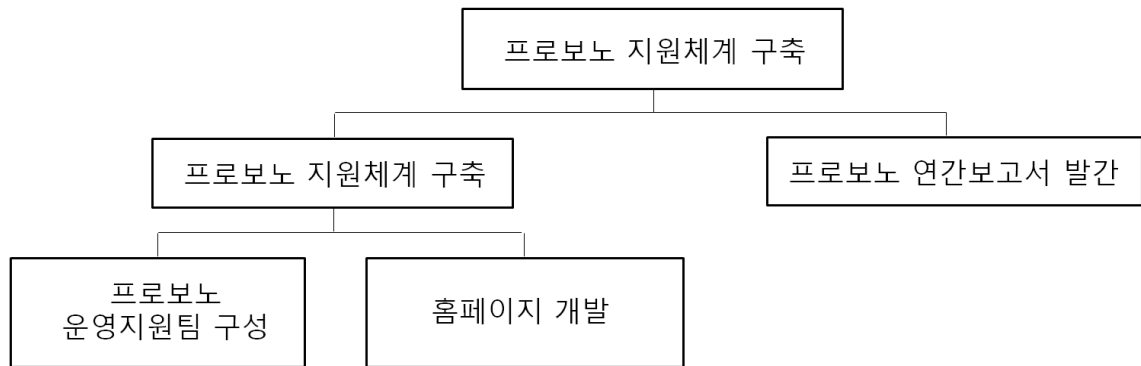 프로보노 지원체계 구축
프로보노 지원체계 구축
프로보노 연간보고서 발간
프로보노
운영지원팀 구성
홈페이지 개발